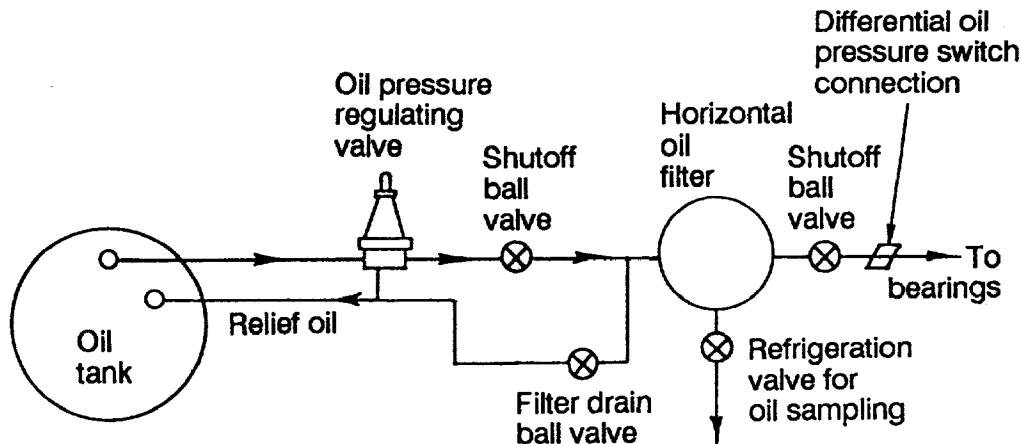 Differential oil
pressure switch
connection
Oil pressure
regulating
valve
Horizontal
oil
filter
Shutoff
ball
valve
Shutoff
ball
valve
To
bearings
Relief oil
Oil
tank
Filter drain
ball valve
Refrigeration
valve for
oil sampling